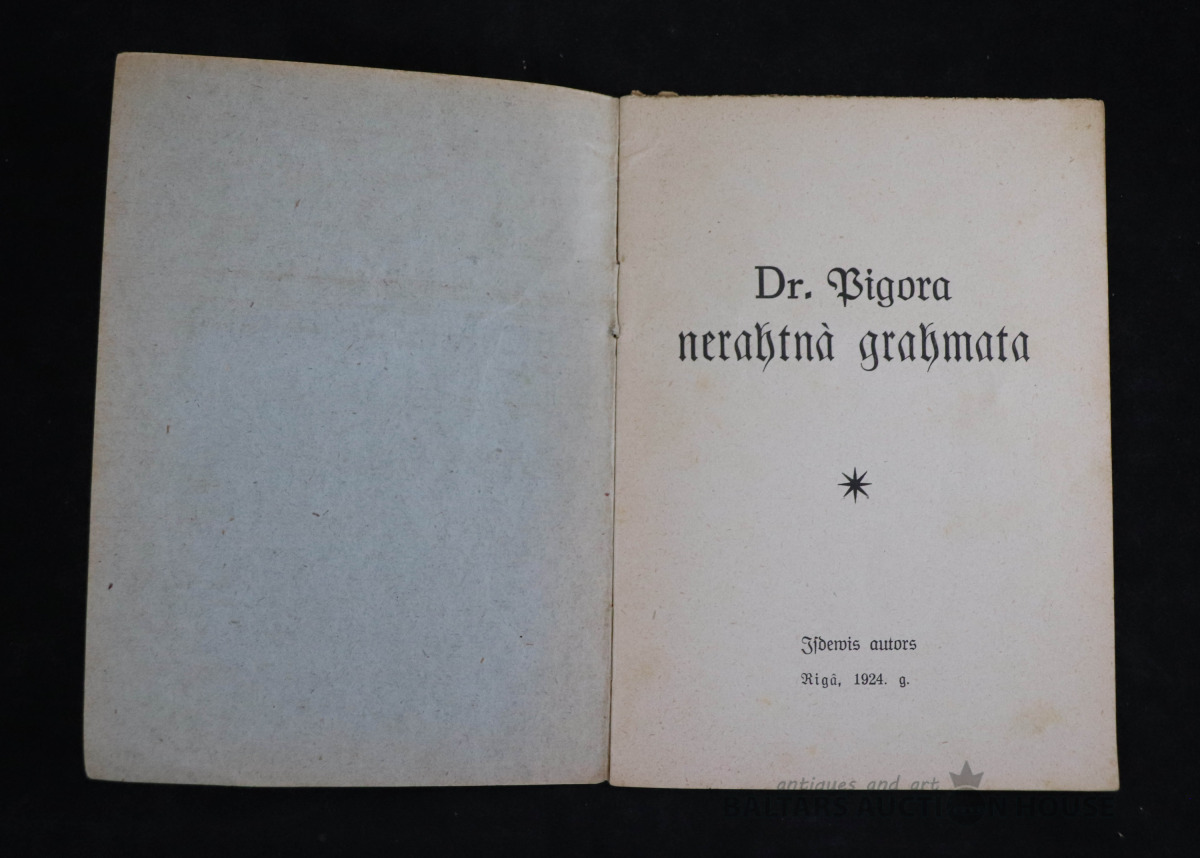 Dr. Pigora
nerahtnà grahmata
Iſdewis autors
Rigâ, 1924. g.
antiques and art
BALTARS AUCTION HOUSE